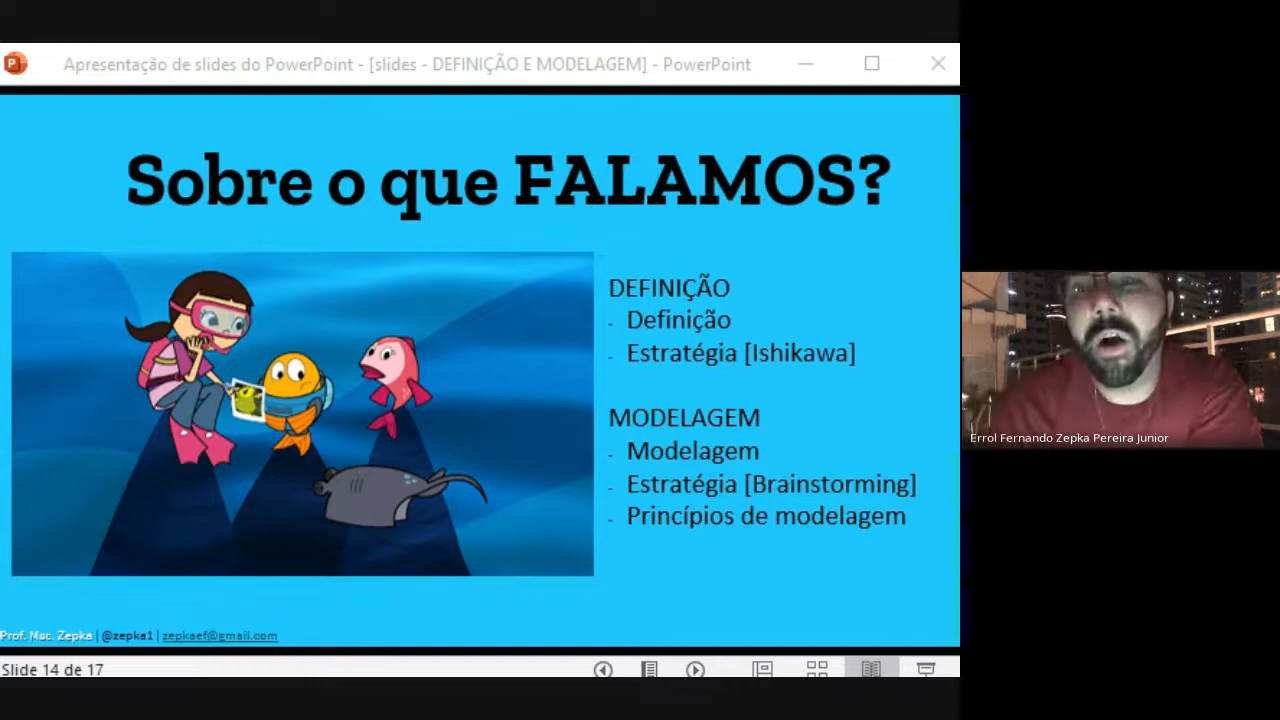 Apresentação de slides do PowerPoint - [slides - DEFINIÇÃO E MODELAGEM] - PowerPoint
Sobre o que FALAMOS?
DEFINIÇÃO
- Definição
- Estratégia [Ishikawa]
MODELAGEM
- Modelagem
- Estratégia [Brainstorming]
- Princípios de modelagem
Errol Fernando Zepka Pereira Junior
Prof. Msc. Zepka | @zepka1 | zepkaef@gmail.com
Slide 14 de 17